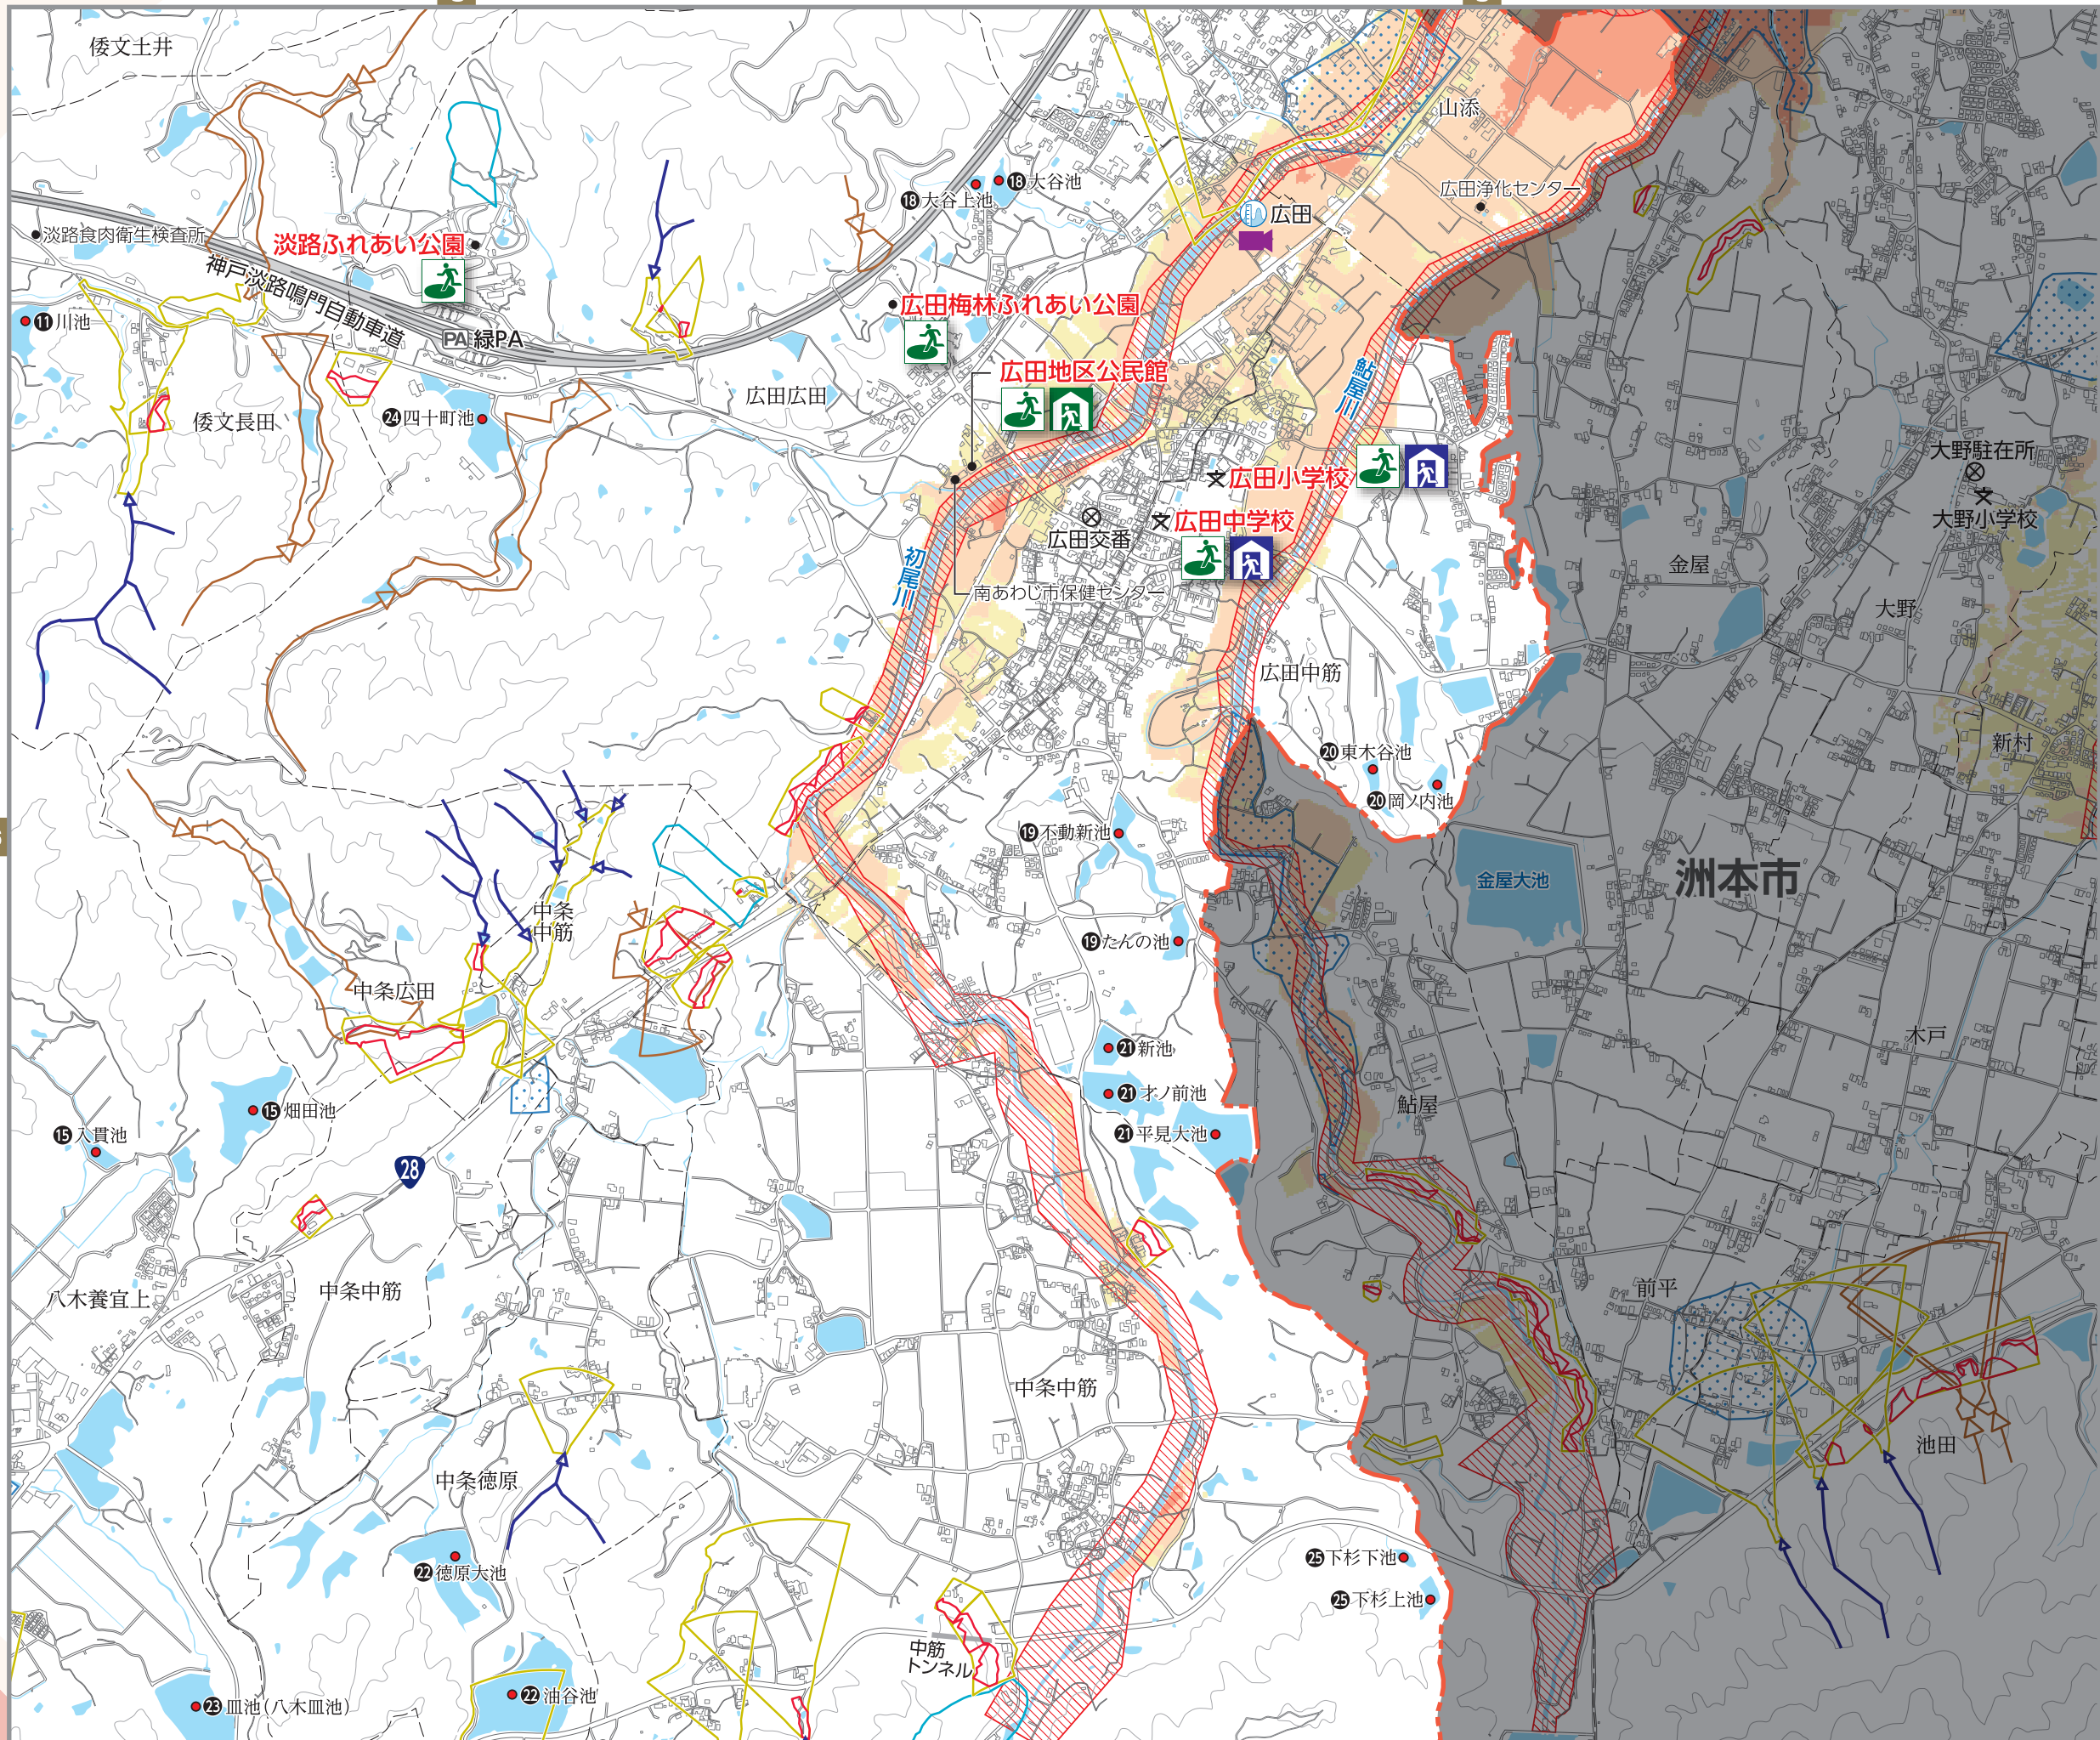 倭文土井
山添
⑱大谷池
⑱大谷上池
広田浄化センター
広田
淡路食肉衛生検査所
淡路ふれあい公園
神戸淡路鳴門自動車道
広田梅林ふれあい公園
⑪川池
PA 緑PA
広田地区公民館
鮎屋川
広田広田
倭文長田
㉔四十町池
大野駐在所
広田小学校
大野小学校
広田中学校
広田交番
金屋
初尾川
南あわじ市保健センター
大野
広田中筋
新村
⑳東木谷池
⑳岡ノ内池
⑲不動新池
金屋大池
洲本市
中条
中筋
⑲たんの池
中条広田
木戸
㉑新池
㉑才ノ前池
鮎屋
⑮畑田池
㉑平見大池
⑮入貫池
28
前平
中条中筋
八木養宜上
中条中筋
池田
中条徳原
㉕下杉下池
㉒徳原大池
㉕下杉上池
中筋
トンネル
㉒油谷池
㉓皿池(八木皿池)